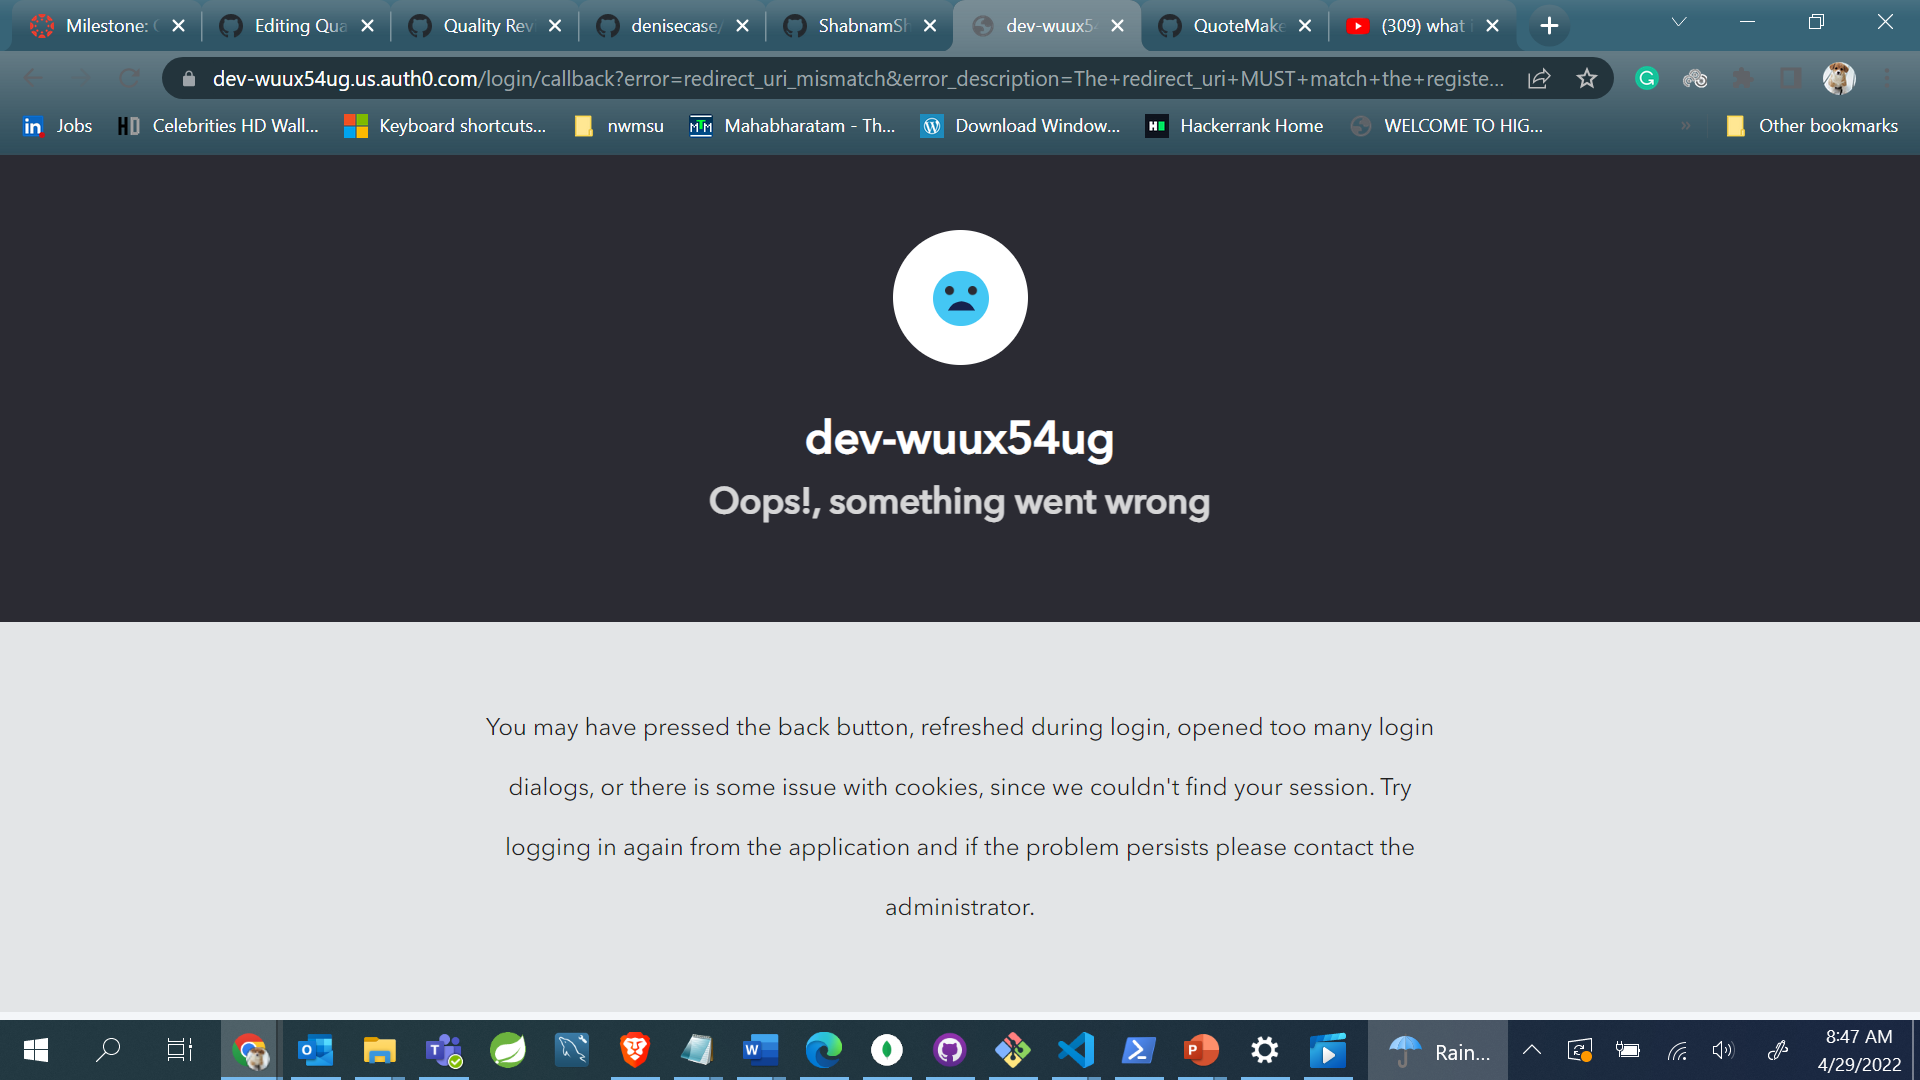 Milestone: 
Editing Qua
Quality Rev
denisecase/
ShabnamSh
dev-wuux54
QuoteMake
(309) what i
dev-wuux54ug.us.auth0.com/login/callback?error=redirect_uri_mismatch&error_description=The+redirect_uri+MUST+match+the+registe...
Jobs
Celebrities HD Wall...
Keyboard shortcuts...
nwmsu
Mahabharatam - Th...
Download Window...
Hackerrank Home
WELCOME TO HIG...
»
Other bookmarks
dev-wuux54ug
Oops!, something went wrong
You may have pressed the back button, refreshed during login, opened too many login
dialogs, or there is some issue with cookies, since we couldn't find your session. Try
logging in again from the application and if the problem persists please contact the
administrator.
Rain...
8:47 AM
4/29/2022